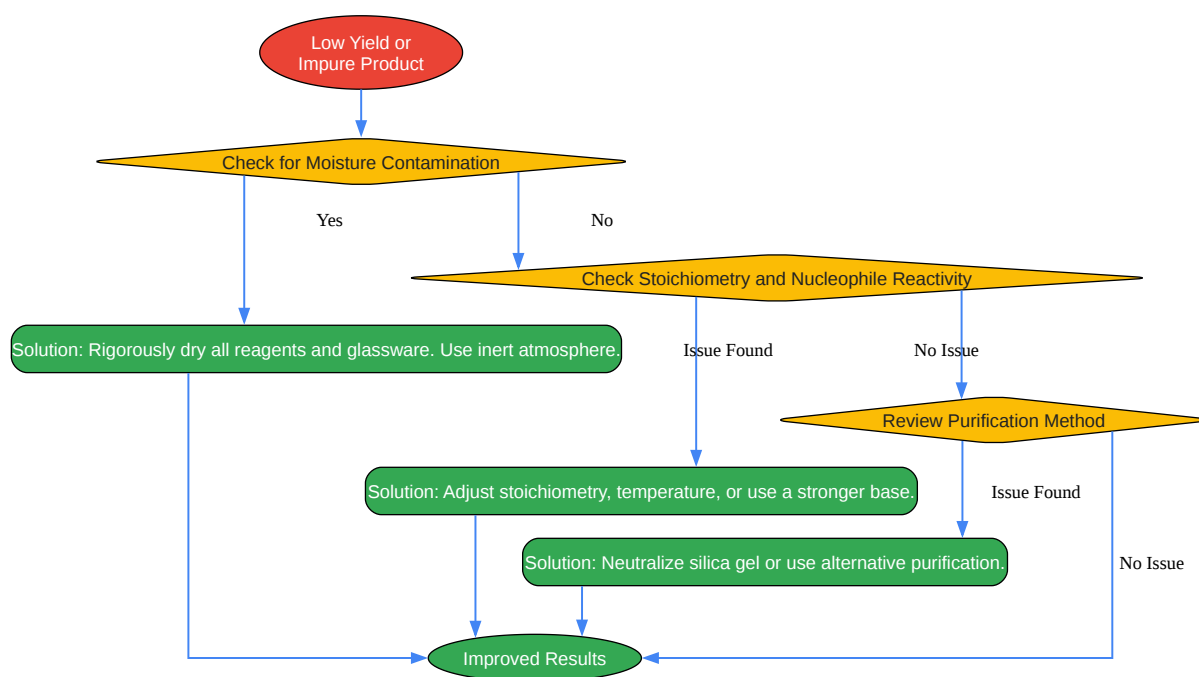 Low Yield or
Impure Product
Check for Moisture Contamination
Yes
No
Check Stoichiometry and Nucleophile Reactivity
Solution: Rigorously dry all reagents and glassware. Use inert atmosphere.
Issue Found
No Issue
Review Purification Method
Solution: Adjust stoichiometry, temperature, or use a stronger base.
Issue Found
Solution: Neutralize silica gel or use alternative purification.
No Issue
Improved Results